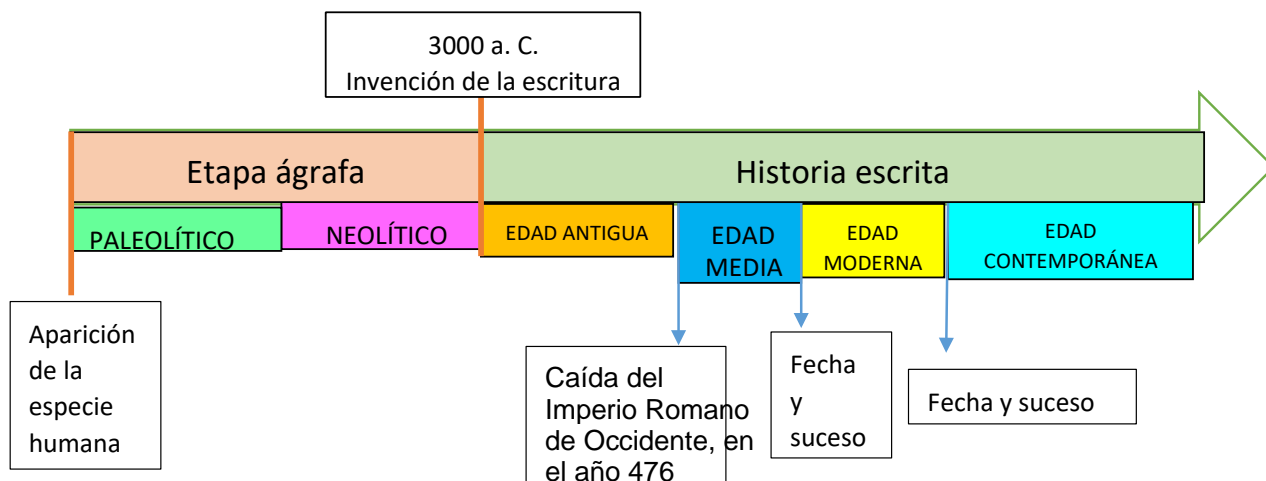 3000 a. C.
Invención de la escritura
Etapa ágrafa
Historia escrita
PALEOLÍTICO
NEOLÍTICO
EDAD ANTIGUA
EDAD
MEDIA
EDAD
MODERNA
EDAD
CONTEMPORÁNEA
Aparición
de la
especie
humana
Caída del
Imperio Romano
de Occidente, en
el año 476
Fecha
y
suceso
Fecha y suceso